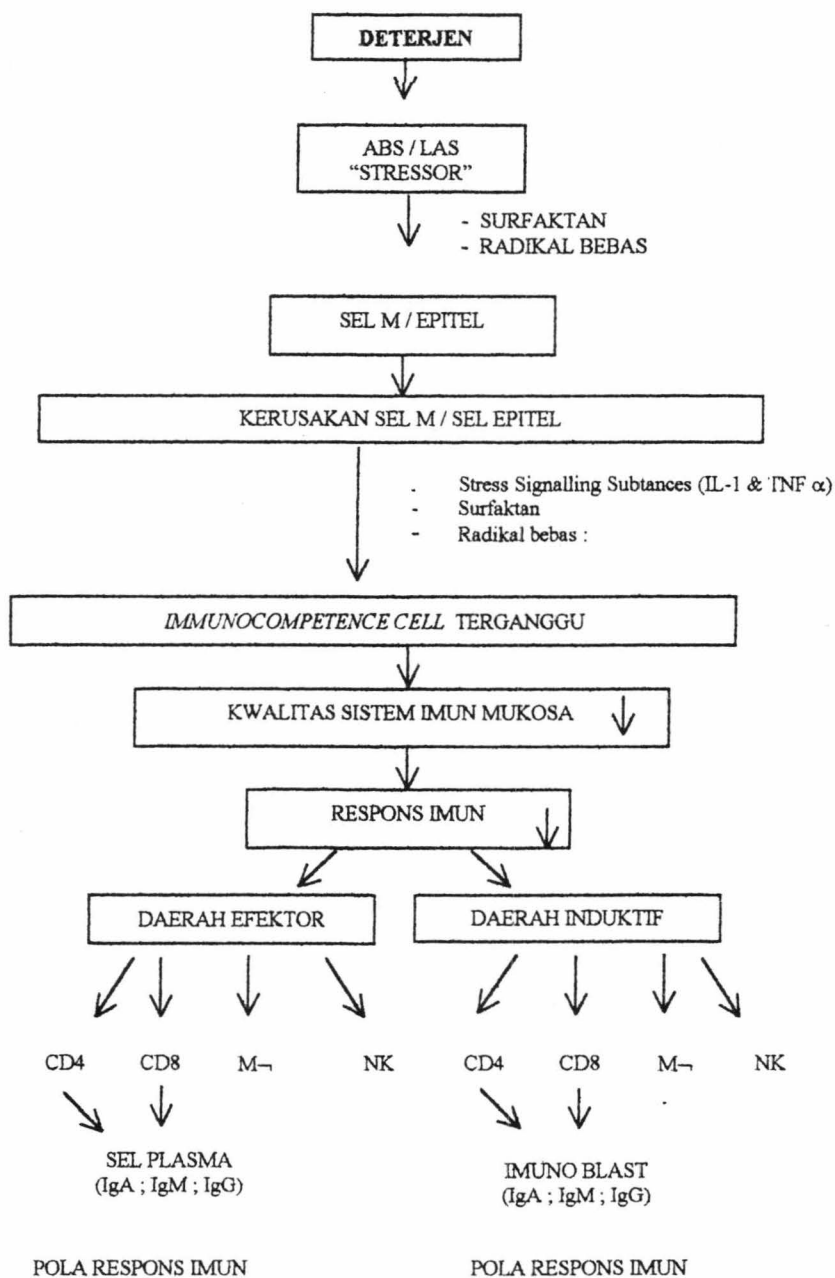 DETERJEN
ABS / LAS
“STRESSOR”
- SURFAKTAN
- RADIKAL BEBAS
SEL M / EPITEL
KERUSAKAN SEL M / SEL EPITEL
. Stress Signalling Subtances (IL-1 & TNF α)
- Surfaktan
- Radikal bebas :
IMMUNOCOMPETENCE CELL TERGANGGU
KWALITAS SISTEM IMUN MUKOSA
RESPONS IMUN
DAERAH EFEKTOR DAERAH INDUKTIF
CD4 CD8 M¬ NK CD4 CD8 M¬ NK
SEL PLASMA
(IgA ; IgM ; IgG)
IMUNO BLAST
(IgA ; IgM ; IgG)
POLA RESPONS IMUN POLA RESPONS IMUN